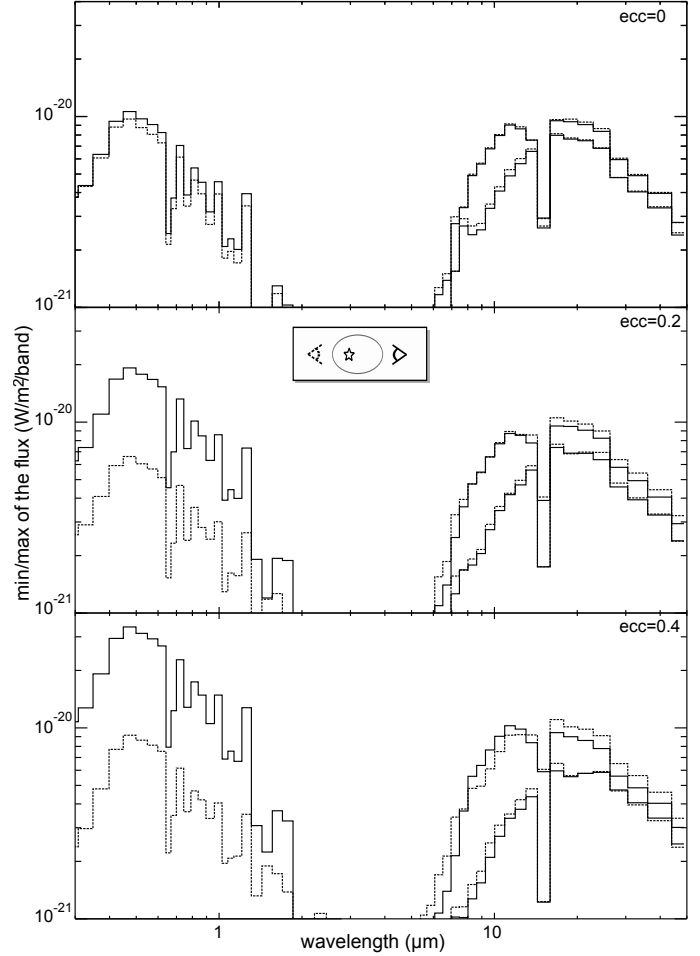 ecc=0
10^-20
10^-21
ecc=0.2
10^-20
10^-21
ecc=0.4
10^-20
10^-21
min/max of the flux (W/m²/band)
1
10
wavelength (µm)